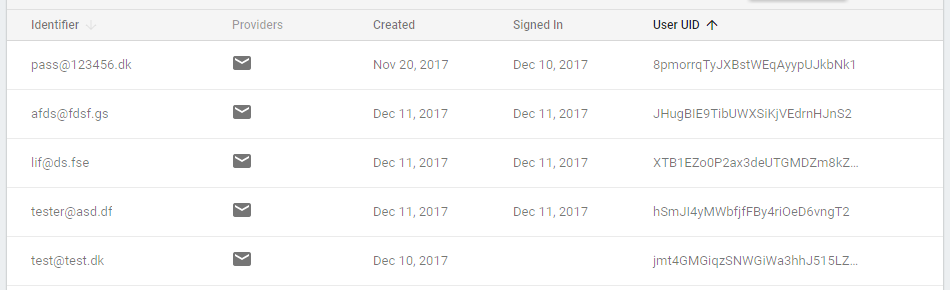 Identifier Providers Created Signed In User UID
pass@123456.dk Nov 20, 2017 Dec 10, 2017 8pmorrqTyJXBstWEqAyypUJkbNk1
afds@fdsf.gs Dec 11, 2017 Dec 11, 2017 JHugBIE9TibUWXSiKjVEdrnHJnS2
lif@ds.fse Dec 11, 2017 Dec 11, 2017 XTB1EZo0P2ax3deUTGMDZm8kZ...
tester@asd.df Dec 11, 2017 Dec 11, 2017 hSmJI4yMWbfjfFBy4riOeD6vngT2
test@test.dk Dec 10, 2017 jmt4GMGiqzSNWGiWa3hhJ515LZ...